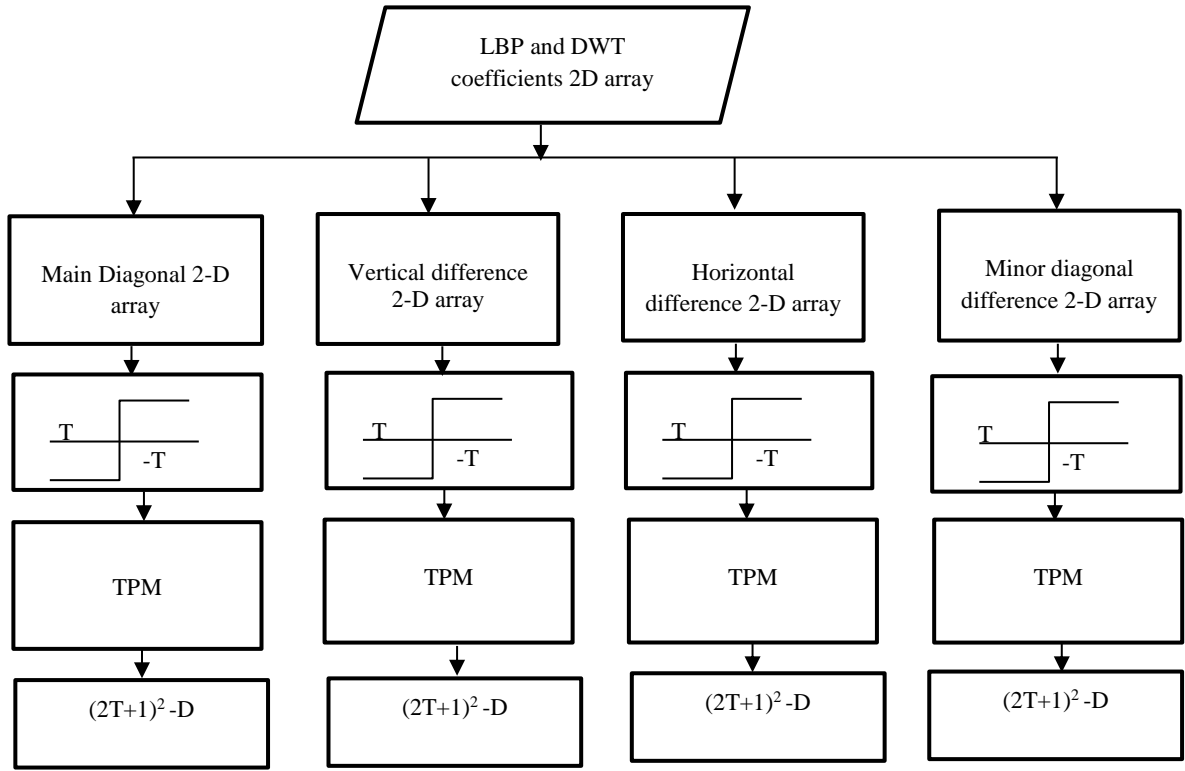 LBP and DWT
coefficients 2D array
Main Diagonal 2-D
array
Vertical difference
2-D array
Horizontal
difference 2-D array
Minor diagonal
difference 2-D array
T
-T
T
-T
T
-T
T
-T
TPM
TPM
TPM
TPM
(2T+1)² -D
(2T+1)² -D
(2T+1)² -D
(2T+1)² -D